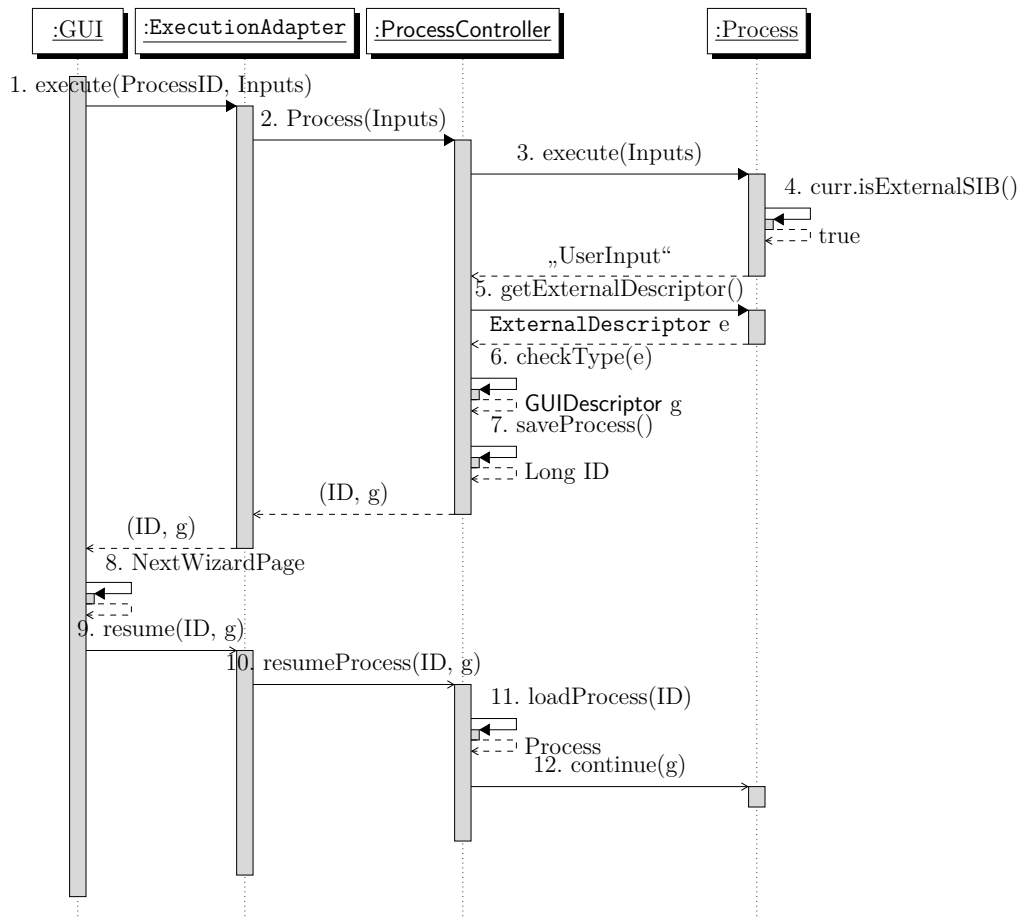 :GUI
:ExecutionAdapter
:ProcessController
:Process
1. execute(ProcessID, Inputs)
2. Process(Inputs)
3. execute(Inputs)
4. curr.isExternalSIB()
true
„UserInput“
5. getExternalDescriptor()
ExternalDescriptor e
6. checkType(e)
GUIDescriptor g
7. saveProcess()
Long ID
(ID, g)
(ID, g)
8. NextWizardPage
9. resume(ID, g)
10. resumeProcess(ID, g)
11. loadProcess(ID)
Process
12. continue(g)